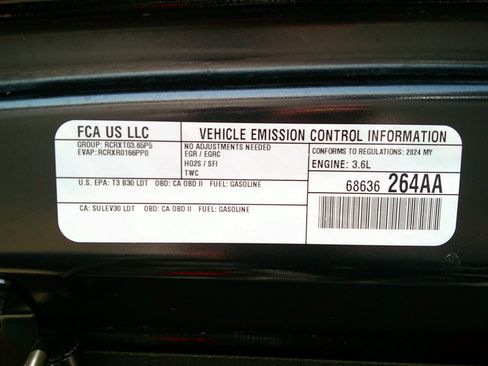 FCA US LLC
VEHICLE EMISSION CONTROL INFORMATION
GROUP: RCRXT03.65P5
EVAP: RCRXR0166PP0
NO ADJUSTMENTS NEEDED
EGR / EGRC
HO2S / SFI
TWC
CONFORMS TO REGULATIONS: 2024 MY
ENGINE: 3.6L
U.S. EPA: T3 B30 LDT OBD: CA OBD II FUEL: GASOLINE
CA: SULEV30 LDT OBD: CA OBD II FUEL: GASOLINE
68636 264AA